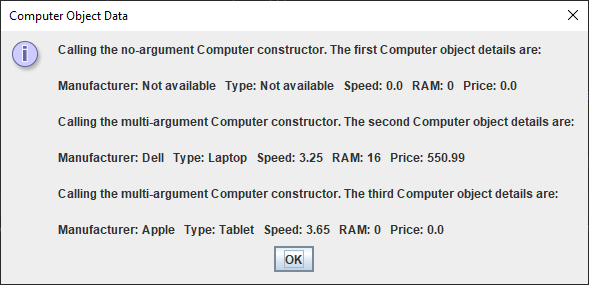 Computer Object Data
Calling the no-argument Computer constructor. The first Computer object details are:
Manufacturer: Not available Type: Not available Speed: 0.0 RAM: 0 Price: 0.0
Calling the multi-argument Computer constructor. The second Computer object details are:
Manufacturer: Dell Type: Laptop Speed: 3.25 RAM: 16 Price: 550.99
Calling the multi-argument Computer constructor. The third Computer object details are:
Manufacturer: Apple Type: Tablet Speed: 3.65 RAM: 0 Price: 0.0
OK